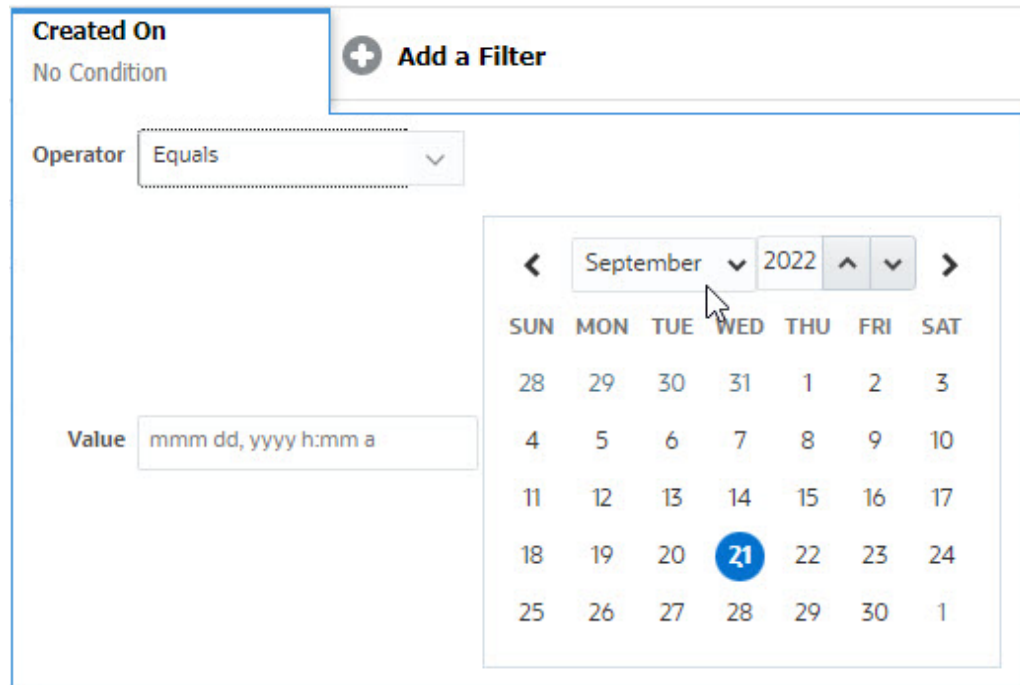 Created On
No Condition
Add a Filter
Operator Equals
September 2022
SUN MON TUE WED THU FRI SAT
28 29 30 31 1 2 3
Value mmm dd, yyyy h:mm a
4 5 6 7 8 9 10
11 12 13 14 15 16 17
18 19 20 21 22 23 24
25 26 27 28 29 30 1